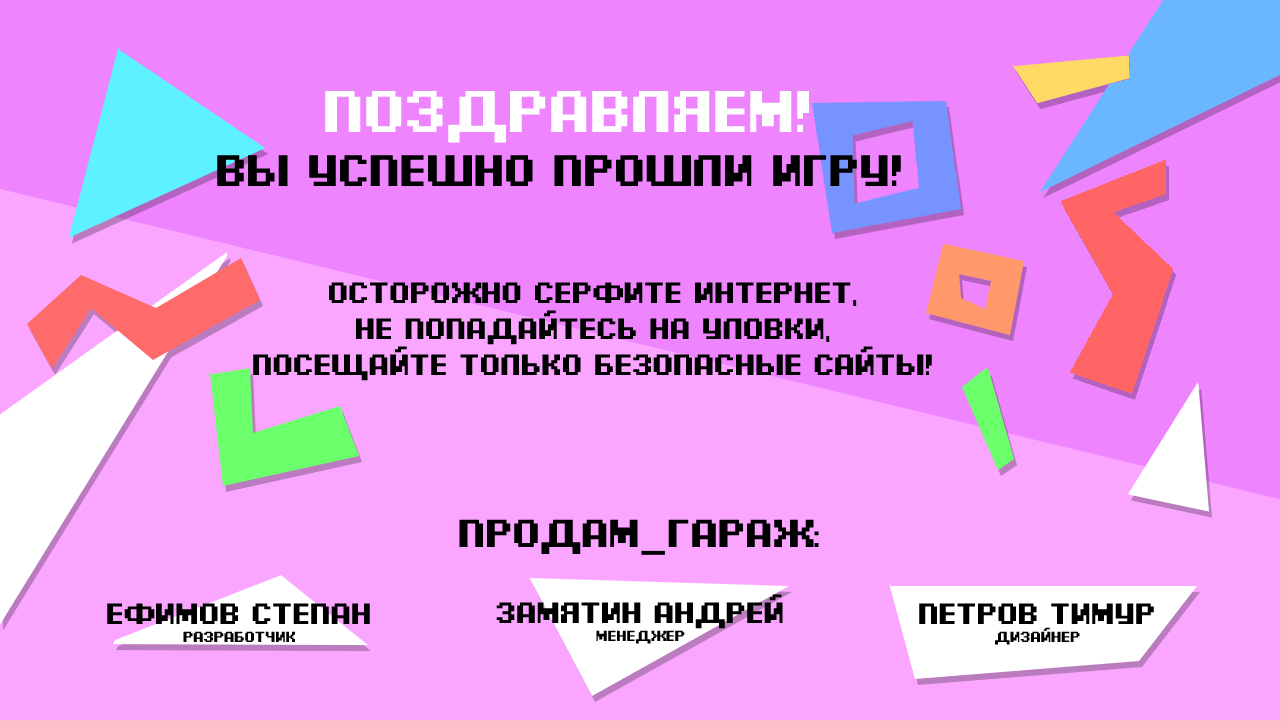 ПОЗДРАВЛЯЕМ!
ВЫ УСПЕШНО ПРОШЛИ ИГРУ!
ОСТОРОЖНО СЕРФИТЕ ИНТЕРНЕТ,
НЕ ПОПАДАЙТЕСЬ НА УЛОВКИ,
ПОСЕЩАЙТЕ ТОЛЬКО БЕЗОПАСНЫЕ САЙТЫ!
ПРОДАМ_ГАРАЖ:
ЕФИМОВ СТЕПАН
РАЗРАБОТЧИК
ЗАМЯТИН АНДРЕЙ
МЕНЕДЖЕР
ПЕТРОВ ТИМУР
ДИЗАЙНЕР